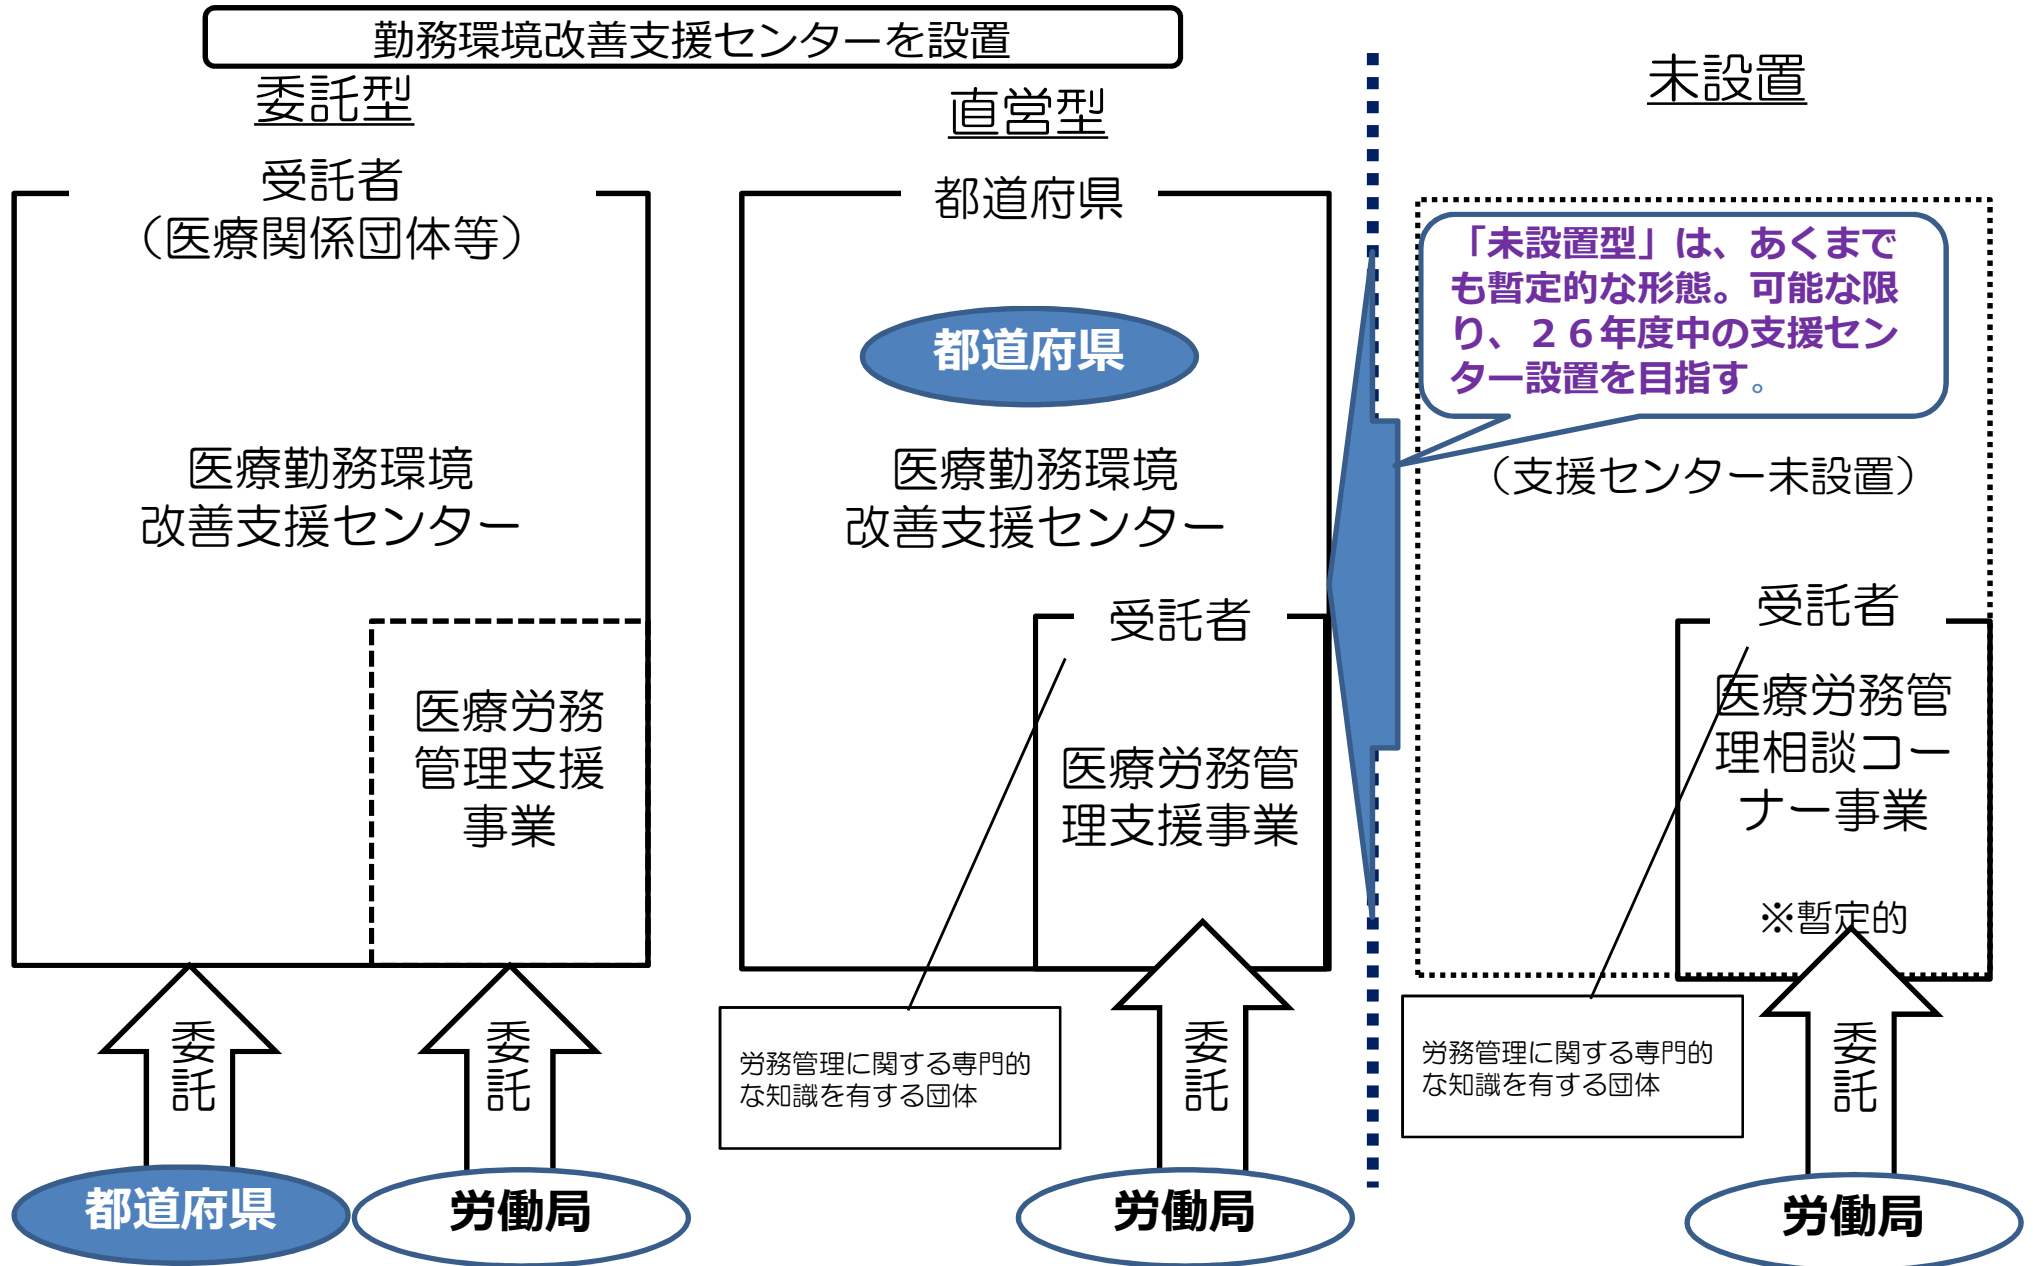 勤務環境改善支援センターを設置
委託型
受託者
（医療関係団体等）
医療勤務環境
改善支援センター
医療労務
管理支援
事業
委託
委託
都道府県
労働局
直営型
都道府県
都道府県
医療勤務環境
改善支援センター
受託者
医療労務管
理支援事業
労務管理に関する専門的
な知識を有する団体
委託
労働局
未設置
「未設置型」は、あくまで
も暫定的な形態。可能な限
り、２６年度中の支援セン
ター設置を目指す。
（支援センター未設置）
受託者
医療労務管
理相談コー
ナー事業
※暫定的
労務管理に関する専門的
な知識を有する団体
委託
労働局